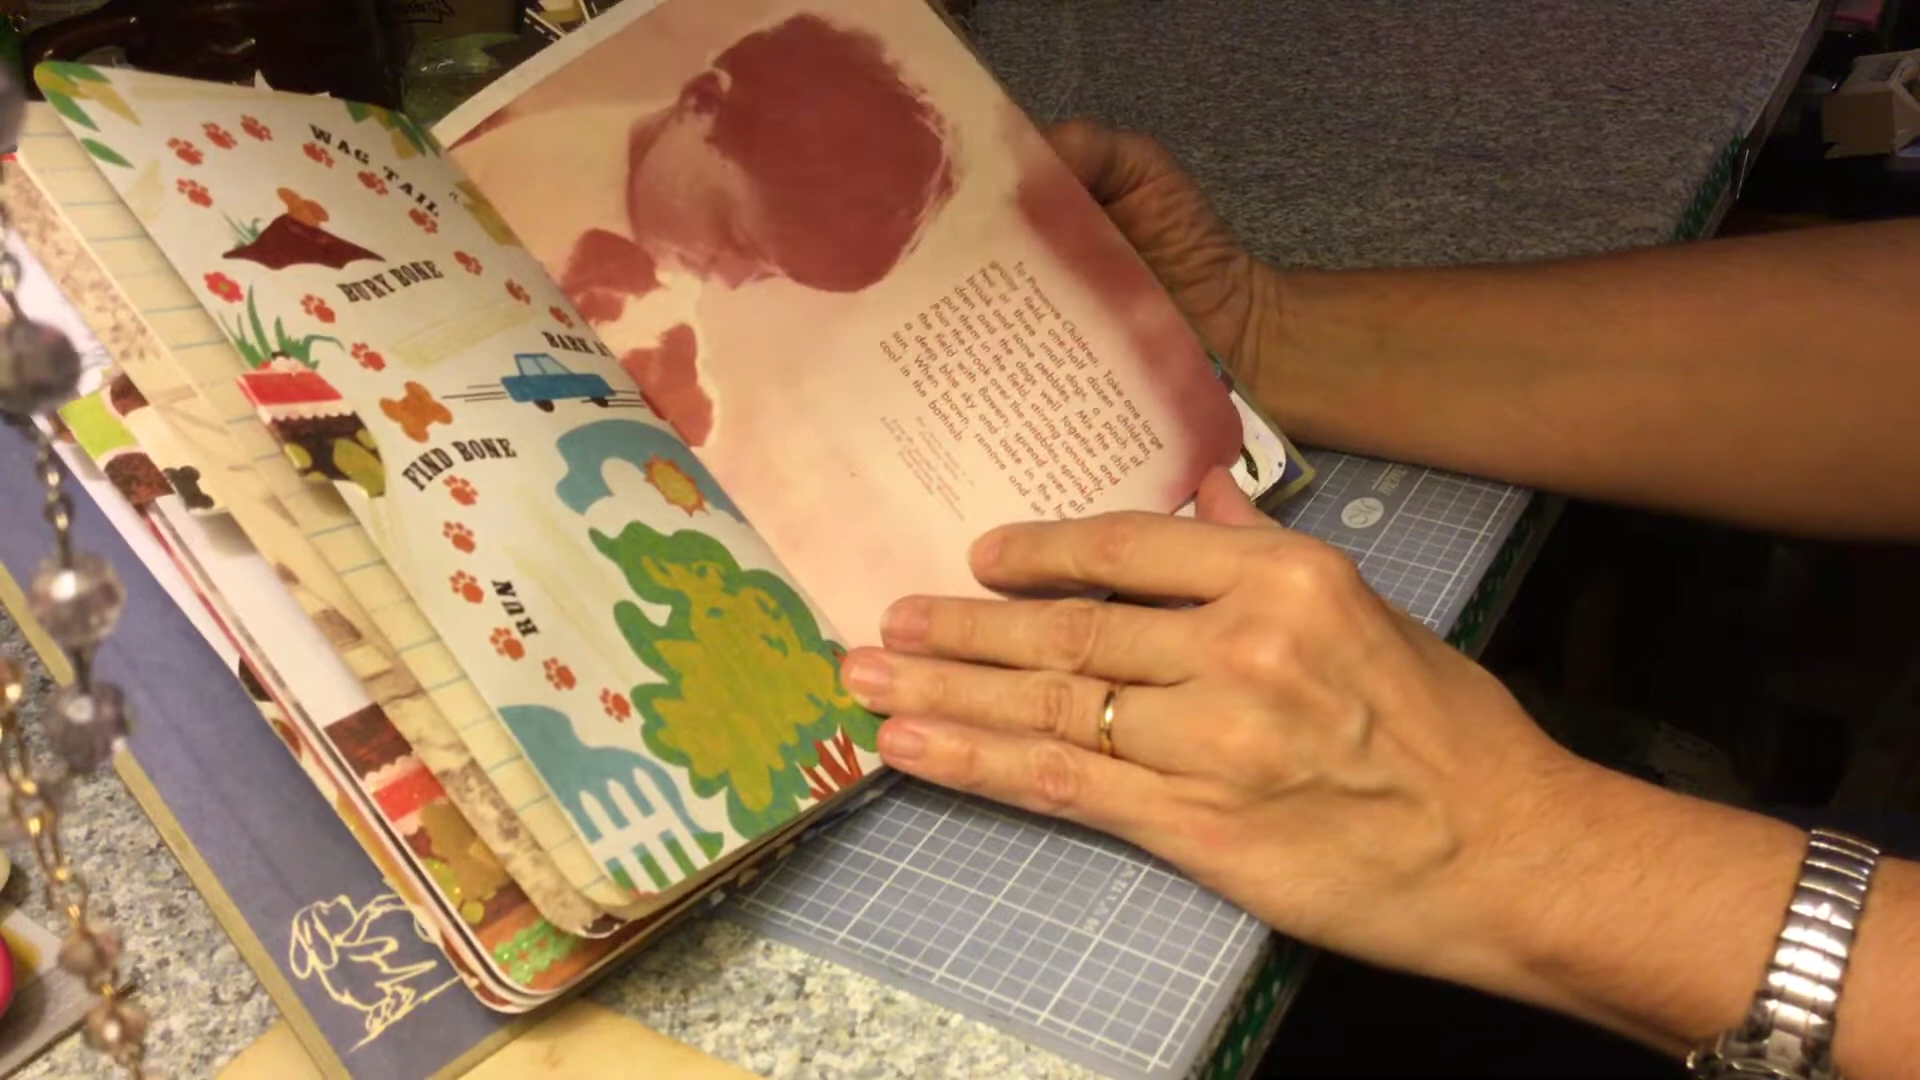 WAG TAIL
BURY BONE
BARK A
FIND BONE
RUN
To Preserve Children. Take one large
grassy field, one-half dozen children,
two or three small dogs, a pinch of
brook and some pebbles. Mix the chil-
dren and the dogs well together and
put them in the field, stirring constantly.
Pour the brook over the pebbles, sprinkle
the field with flowers, spread over all
a deep blue sky and bake in the
sun. When brown, remove and set
cool in the bathtub.